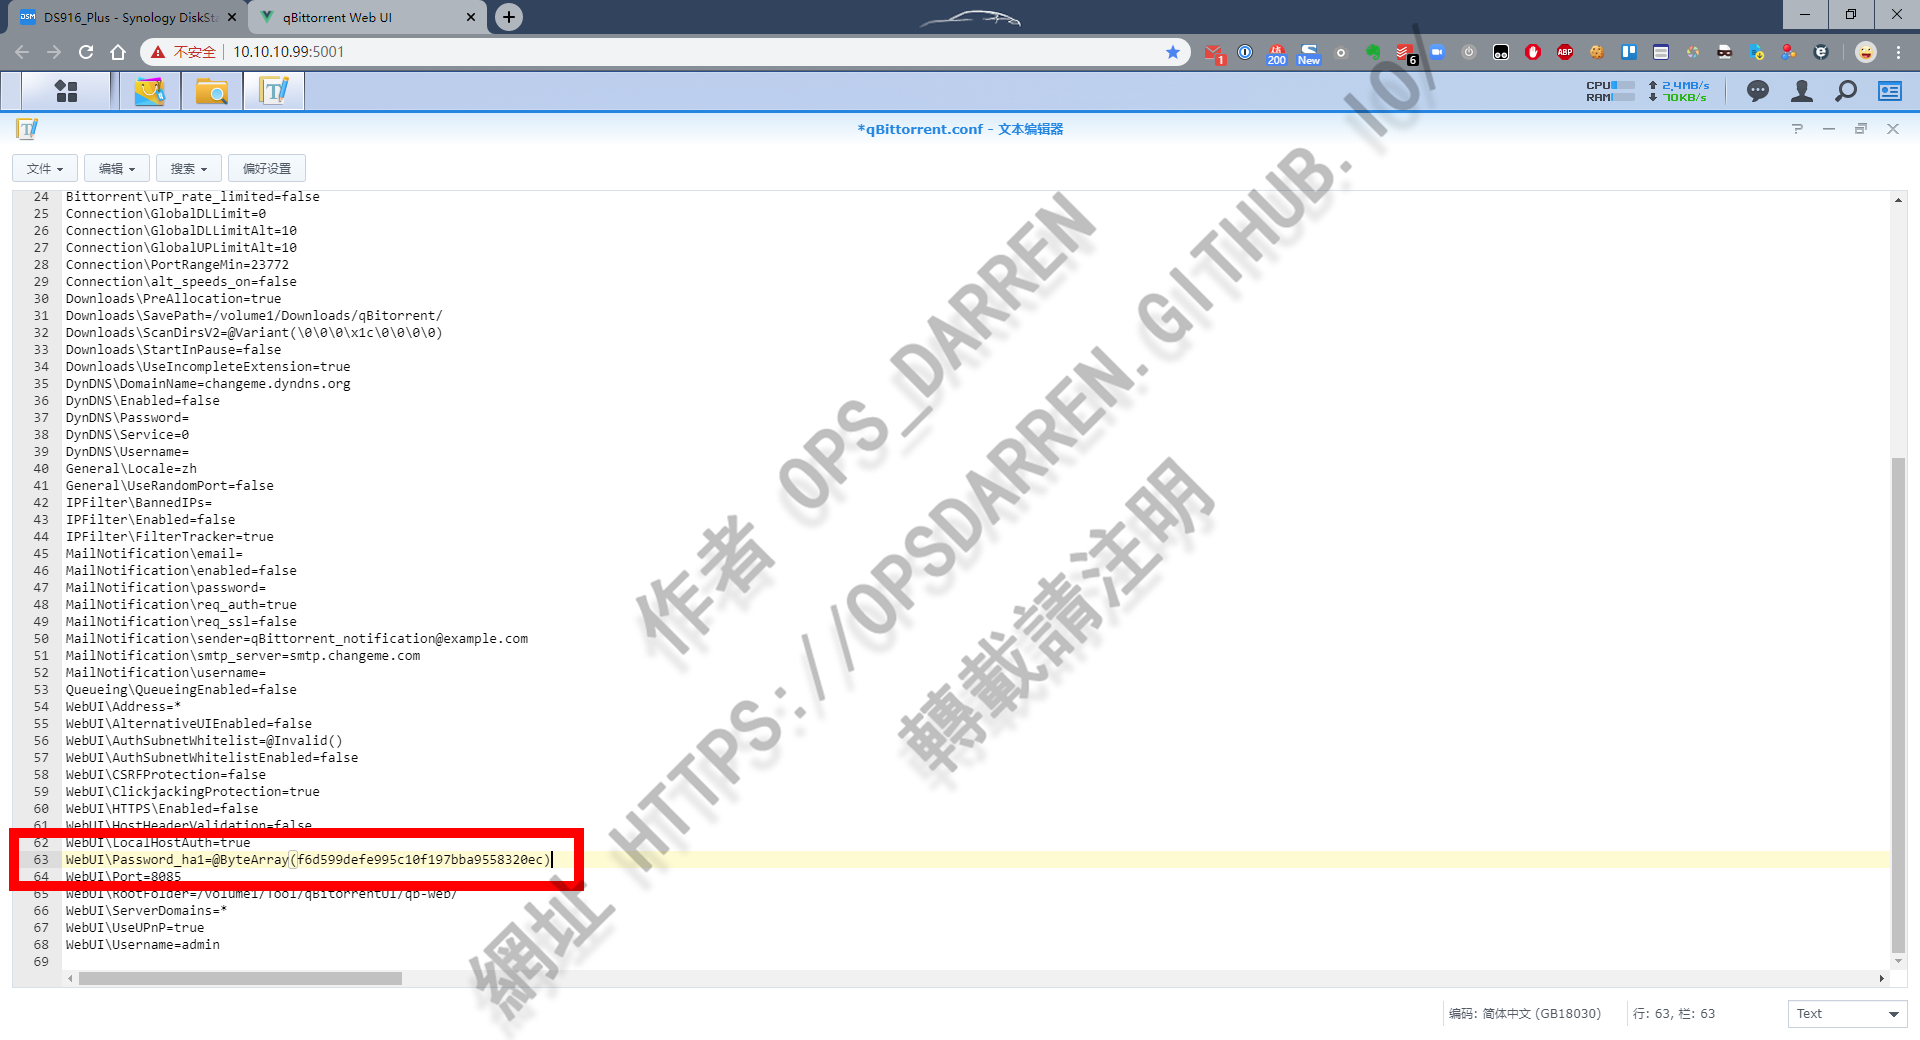 DS916_Plus - Synology DiskSta
qBittorrent Web UI
不安全
10.10.10.99:5001
1
200
New
6
ABP
CPU
RAM
2.4MB/s
70KB/s
*qBittorrent.conf - 文本编辑器
文件
编辑
搜索
偏好设置
24 Bittorrent\uTP_rate_limited=false
25 Connection\GlobalDLLimit=0
26 Connection\GlobalDLLimitAlt=10
27 Connection\GlobalUPLimitAlt=10
28 Connection\PortRangeMin=23772
29 Connection\alt_speeds_on=false
30 Downloads\PreAllocation=true
31 Downloads\SavePath=/volume1/Downloads/qBitorrent/
32 Downloads\ScanDirsV2=@Variant(\0\0\0\x1c\0\0\0\0)
33 Downloads\StartInPause=false
34 Downloads\UseIncompleteExtension=true
35 DynDNS\DomainName=changeme.dyndns.org
36 DynDNS\Enabled=false
37 DynDNS\Password=
38 DynDNS\Service=0
39 DynDNS\Username=
40 General\Locale=zh
41 General\UseRandomPort=false
42 IPFilter\BannedIPs=
43 IPFilter\Enabled=false
44 IPFilter\FilterTracker=true
45 MailNotification\email=
46 MailNotification\enabled=false
47 MailNotification\password=
48 MailNotification\req_auth=true
49 MailNotification\req_ssl=false
50 MailNotification\sender=qBittorrent_notification@example.com
51 MailNotification\smtp_server=smtp.changeme.com
52 MailNotification\username=
53 Queueing\QueueingEnabled=false
54 WebUI\Address=*
55 WebUI\AlternativeUIEnabled=false
56 WebUI\AuthSubnetWhitelist=@Invalid()
57 WebUI\AuthSubnetWhitelistEnabled=false
58 WebUI\CSRFProtection=false
59 WebUI\ClickjackingProtection=true
60 WebUI\HTTPS\Enabled=false
61 WebUI\HostHeaderValidation=false
62 WebUI\LocalHostAuth=true
63 WebUI\Password_ha1=@ByteArray(f6d599defe995c10f197bba9558320ec)
64 WebUI\Port=8085
65 WebUI\RootFolder=/volume1/Tool/qBitorrentUI/qb-web/
66 WebUI\ServerDomains=*
67 WebUI\UseUPnP=true
68 WebUI\Username=admin
69
作者 OPS_DARREN
網址 HTTPS://OPSDARREN.GITHUB.IO/
轉載請注明
编码: 简体中文 (GB18030)
行: 63, 栏: 63
Text